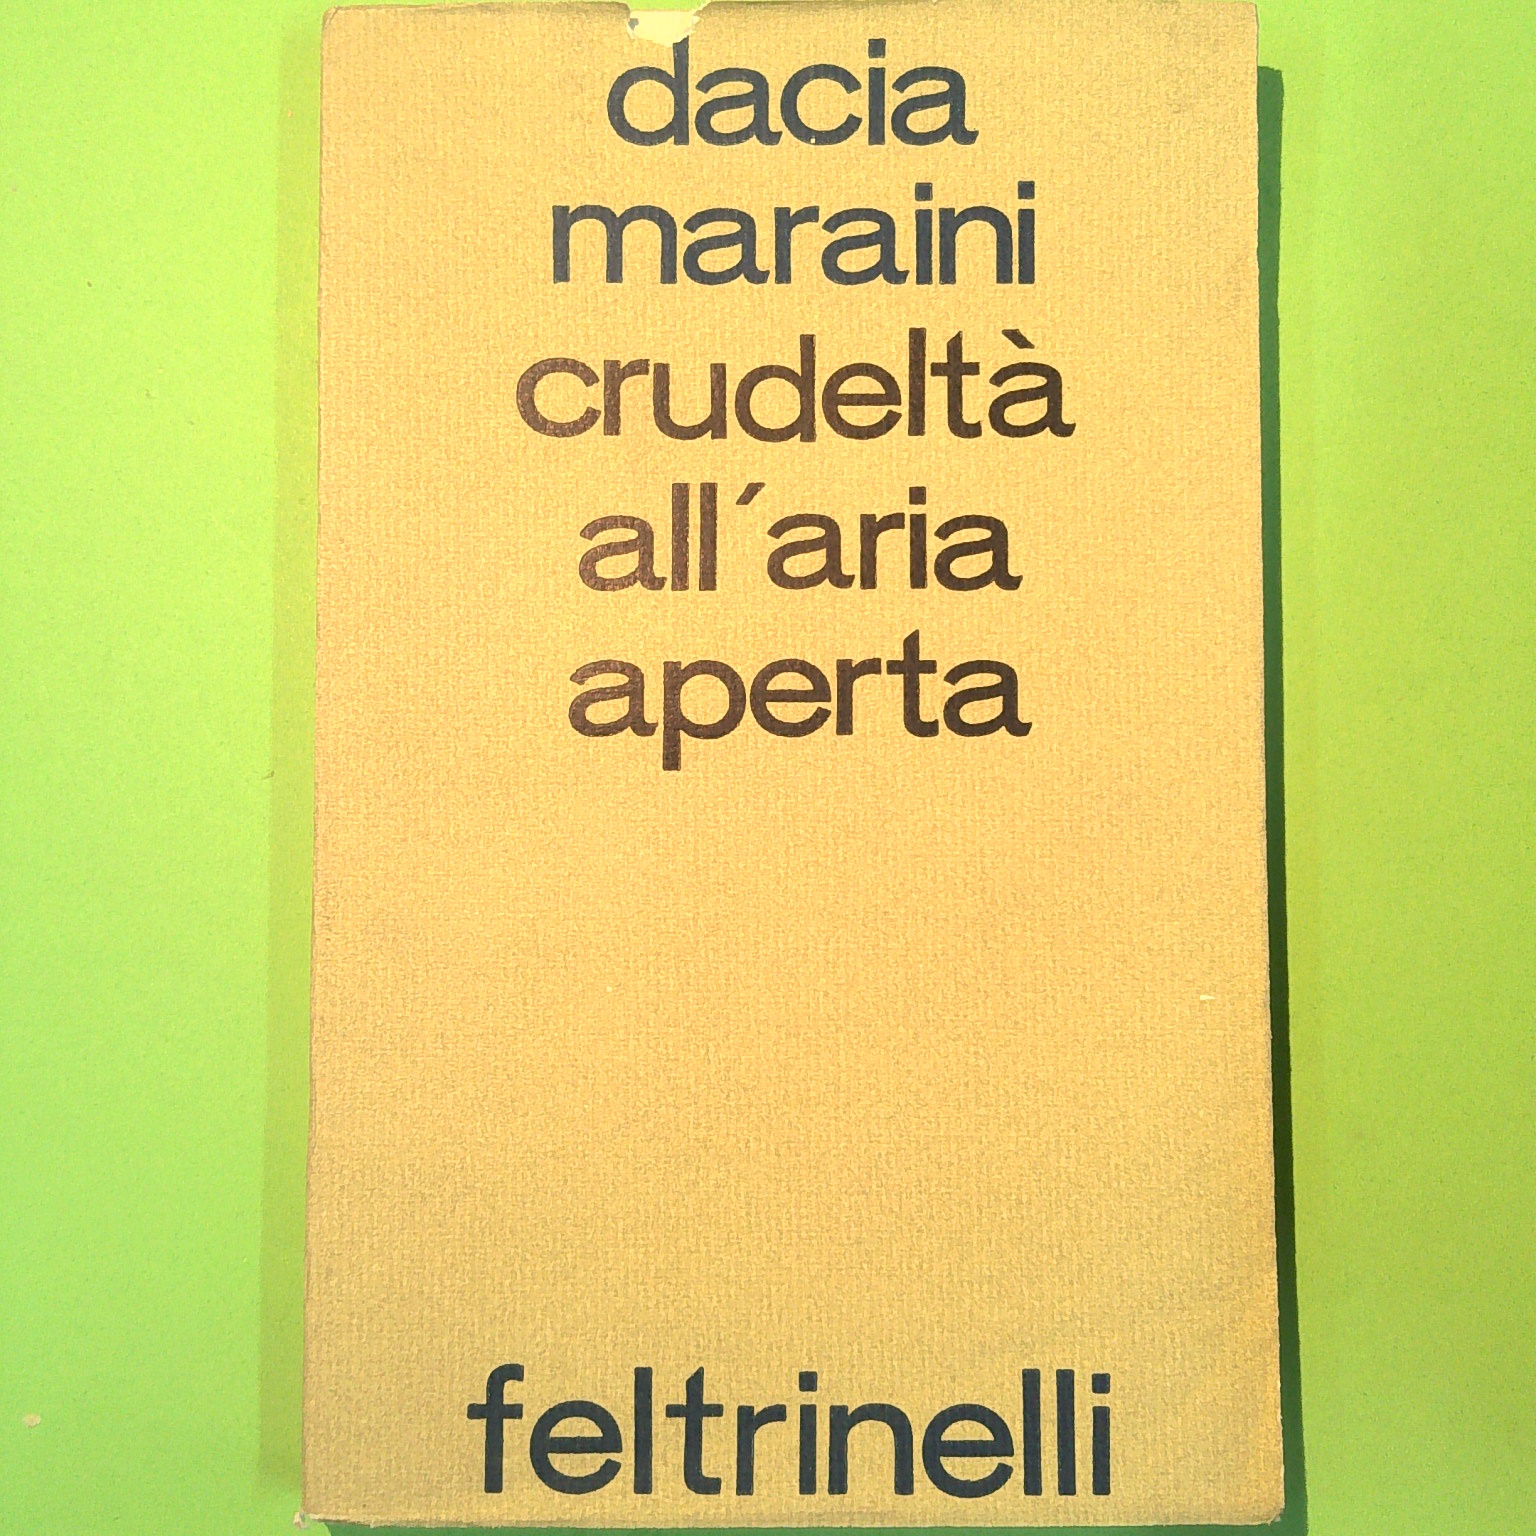 dacia
maraini
crudeltà
all´aria
aperta
feltrinelli